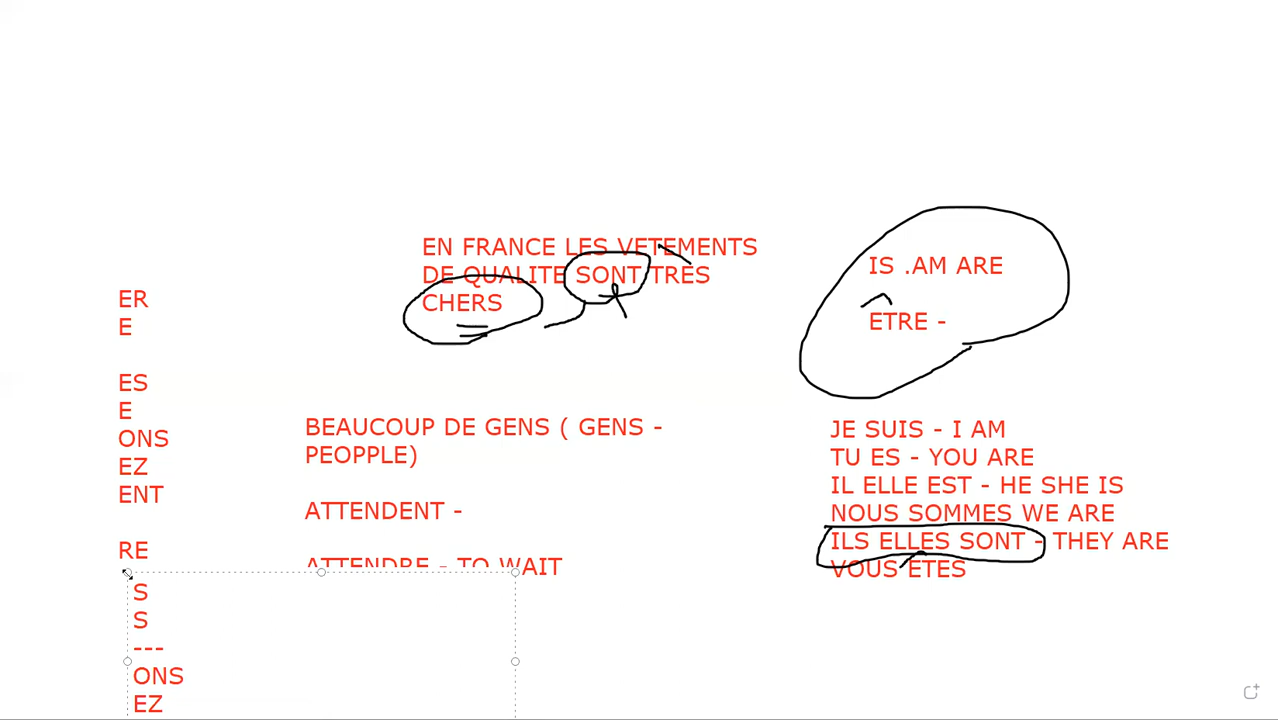 EN FRANCE LES VETEMENTS
DE QUALITE SONT TRES
CHERS
IS .AM ARE
ETRE -
ER
E
ES
E
ONS
EZ
ENT
RE
S
S
---
ONS
EZ
BEAUCOUP DE GENS ( GENS -
PEOPPLE)
ATTENDENT -
ATTENDRE - TO WAIT
JE SUIS - I AM
TU ES - YOU ARE
IL ELLE EST - HE SHE IS
NOUS SOMMES WE ARE
ILS ELLES SONT - THEY ARE
VOUS ETES